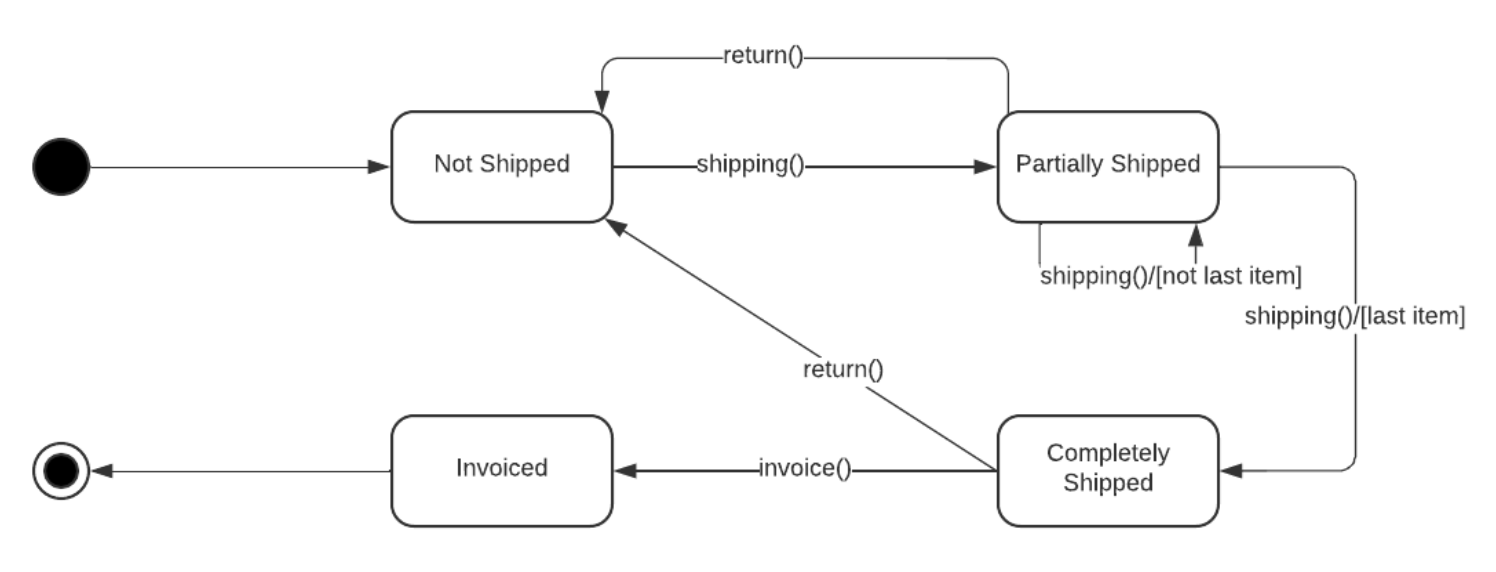 return()
Not Shipped
shipping()
Partially Shipped
shipping()/[not last item]
shipping()/[last item]
return()
Invoiced
invoice()
Completely
Shipped